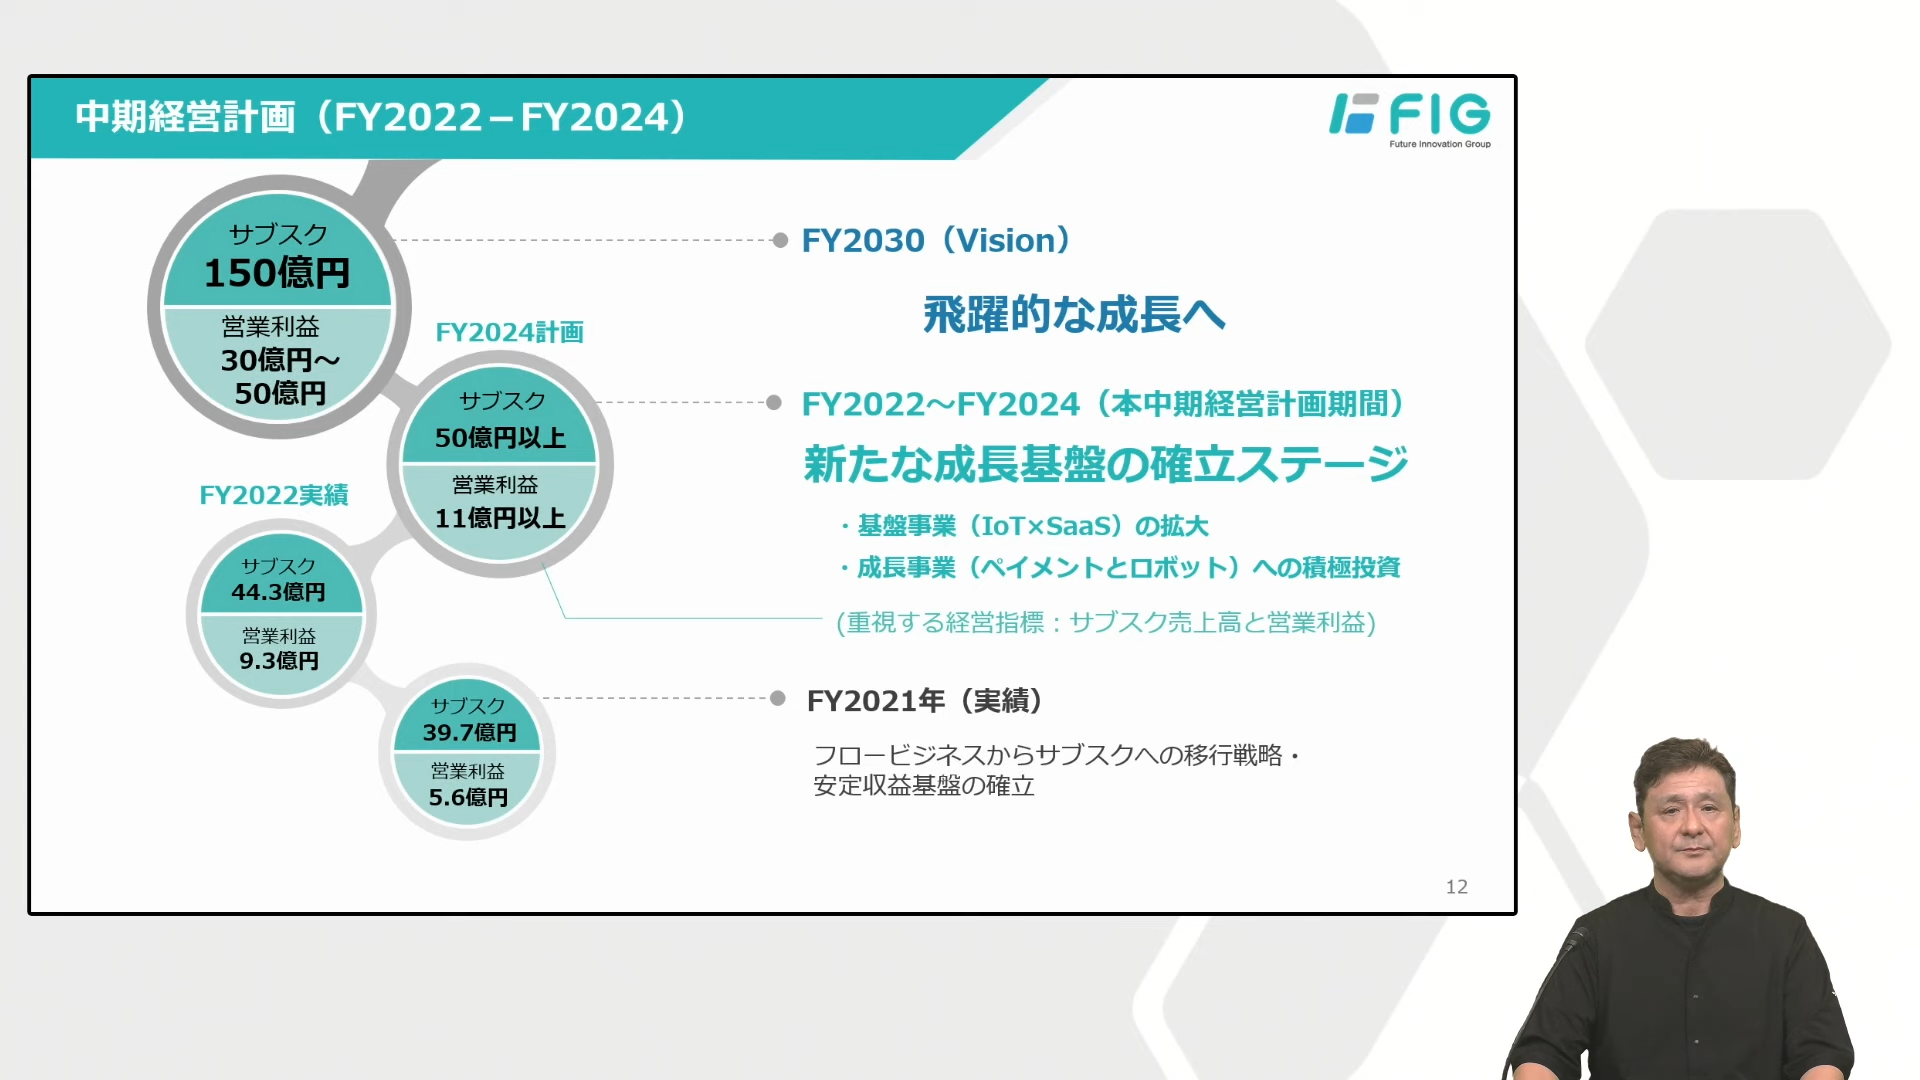 中期経営計画（FY2022－FY2024）
FIG
Future Innovation Group
サブスク
150億円
営業利益
30億円～
50億円
FY2030（Vision）
飛躍的な成長へ
FY2024計画
サブスク
50億円以上
営業利益
11億円以上
FY2022～FY2024（本中期経営計画期間）
新たな成長基盤の確立ステージ
・基盤事業（IoT×SaaS）の拡大
・成長事業（ペイメントとロボット）への積極投資
(重視する経営指標：サブスク売上高と営業利益)
FY2022実績
サブスク
44.3億円
営業利益
9.3億円
サブスク
39.7億円
営業利益
5.6億円
FY2021年（実績）
フロービジネスからサブスクへの移行戦略・
安定収益基盤の確立
12